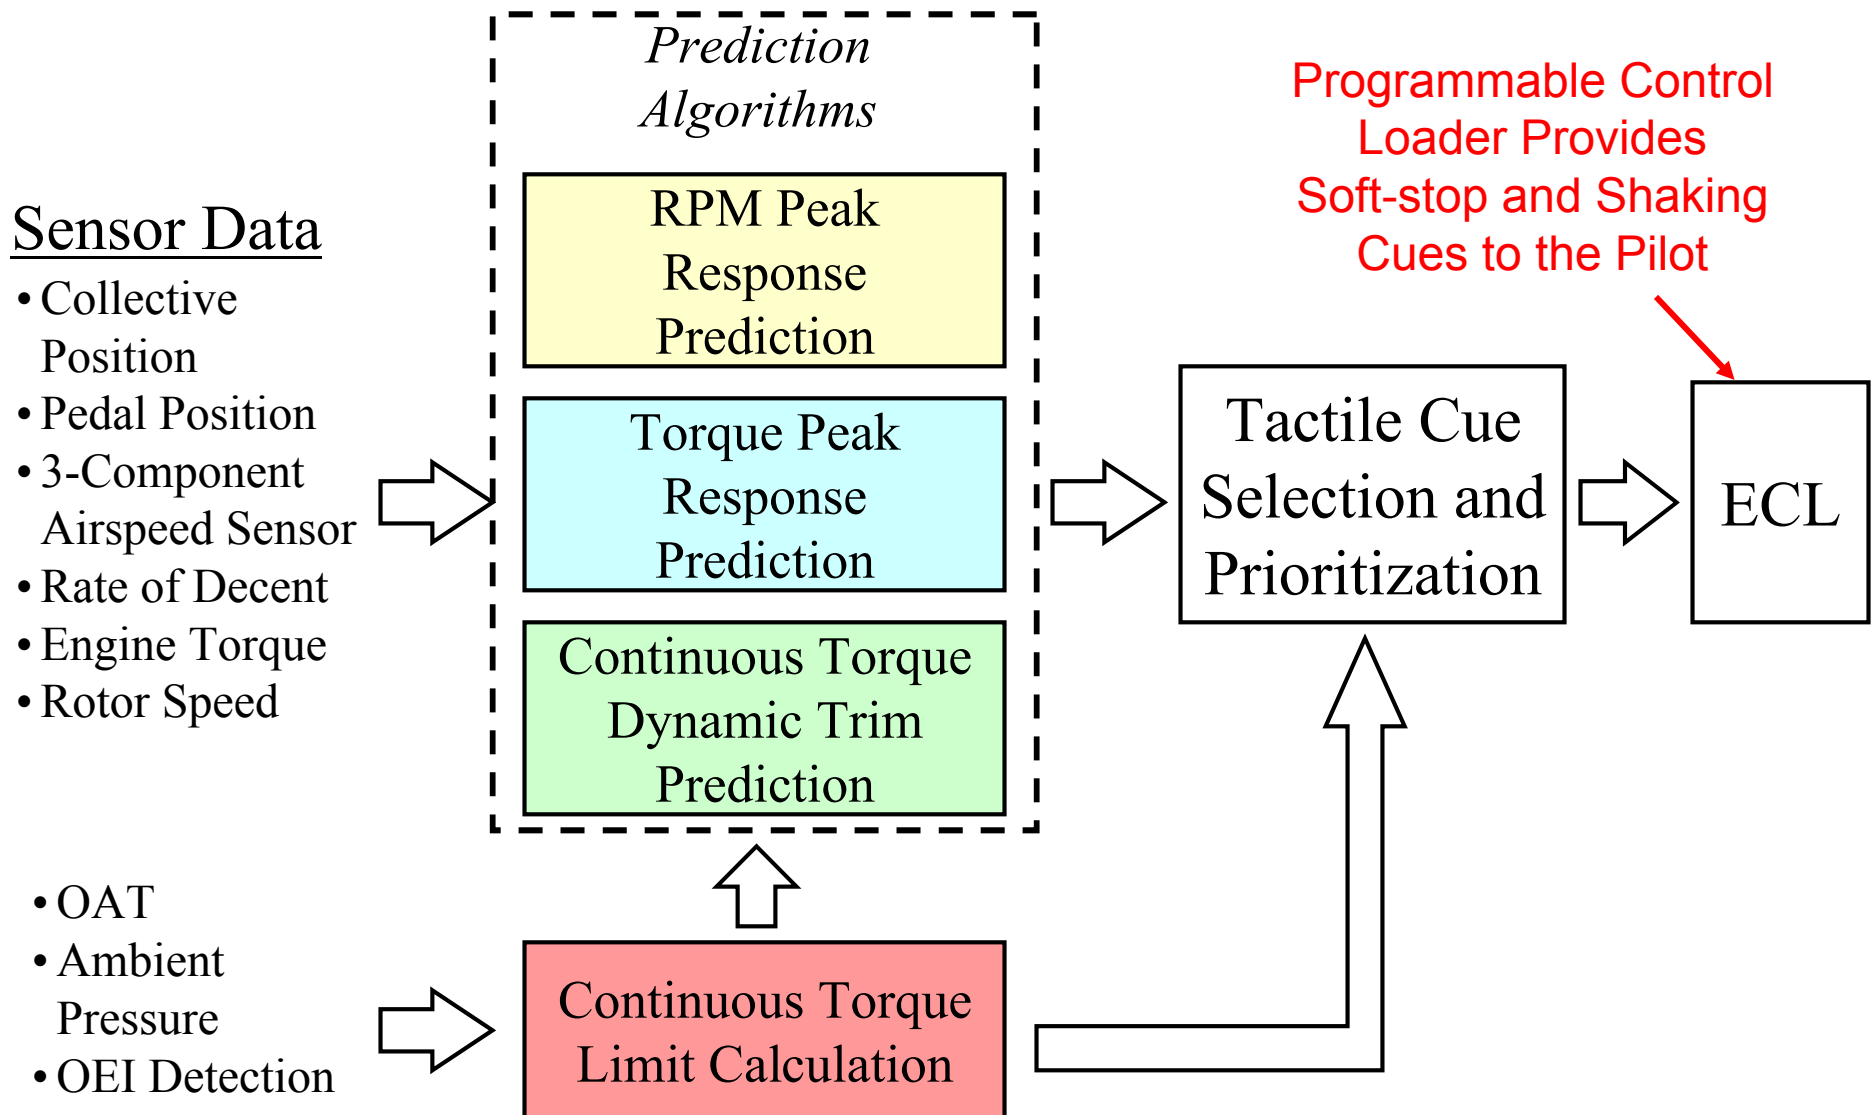 Prediction
Algorithms
Programmable Control
Loader Provides
Soft-stop and Shaking
Cues to the Pilot
Sensor Data
• Collective
Position
• Pedal Position
• 3-Component
Airspeed Sensor
• Rate of Decent
• Engine Torque
• Rotor Speed
RPM Peak
Response
Prediction
Torque Peak
Response
Prediction
Continuous Torque
Dynamic Trim
Prediction
Tactile Cue
Selection and
Prioritization
ECL
• OAT
• Ambient
Pressure
• OEI Detection
Continuous Torque
Limit Calculation